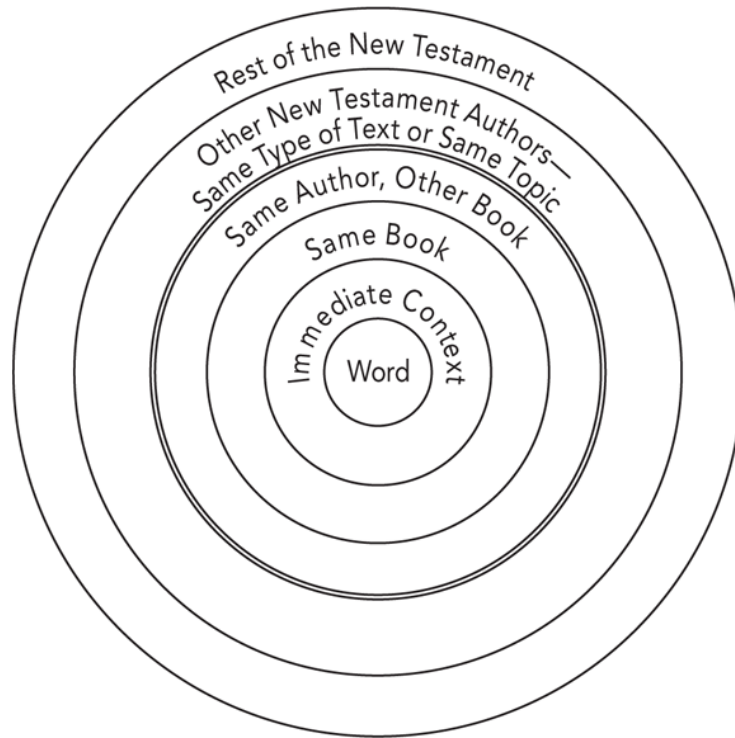 Rest of the New Testament
Other New Testament Authors—
Same Type of Text or Same Topic
Same Author, Other Book
Same Book
Immediate Context
Word